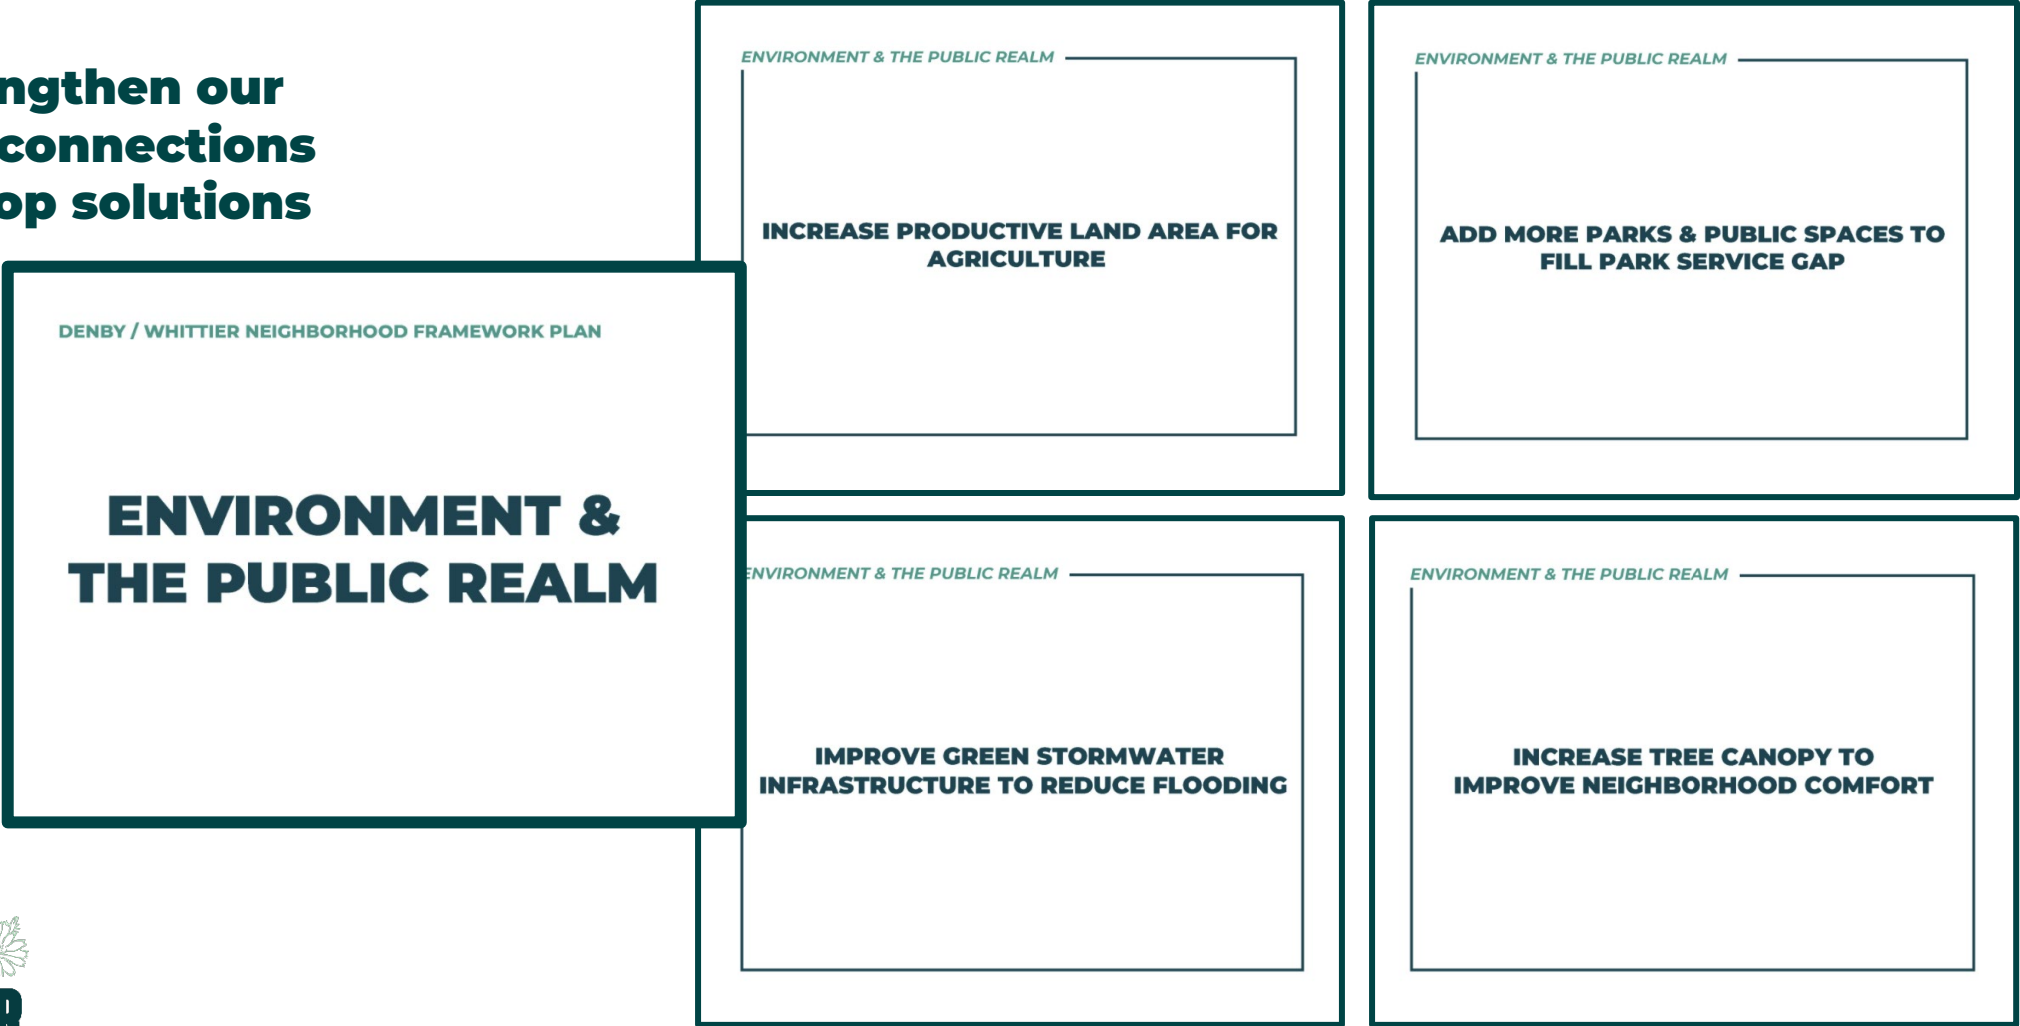 ngthen our
connections
op solutions
DENBY / WHITTIER NEIGHBORHOOD FRAMEWORK PLAN
ENVIRONMENT &
THE PUBLIC REALM
ENVIRONMENT & THE PUBLIC REALM
INCREASE PRODUCTIVE LAND AREA FOR
AGRICULTURE
ENVIRONMENT & THE PUBLIC REALM
ADD MORE PARKS & PUBLIC SPACES TO
FILL PARK SERVICE GAP
ENVIRONMENT & THE PUBLIC REALM
IMPROVE GREEN STORMWATER
INFRASTRUCTURE TO REDUCE FLOODING
ENVIRONMENT & THE PUBLIC REALM
INCREASE TREE CANOPY TO
IMPROVE NEIGHBORHOOD COMFORT
R